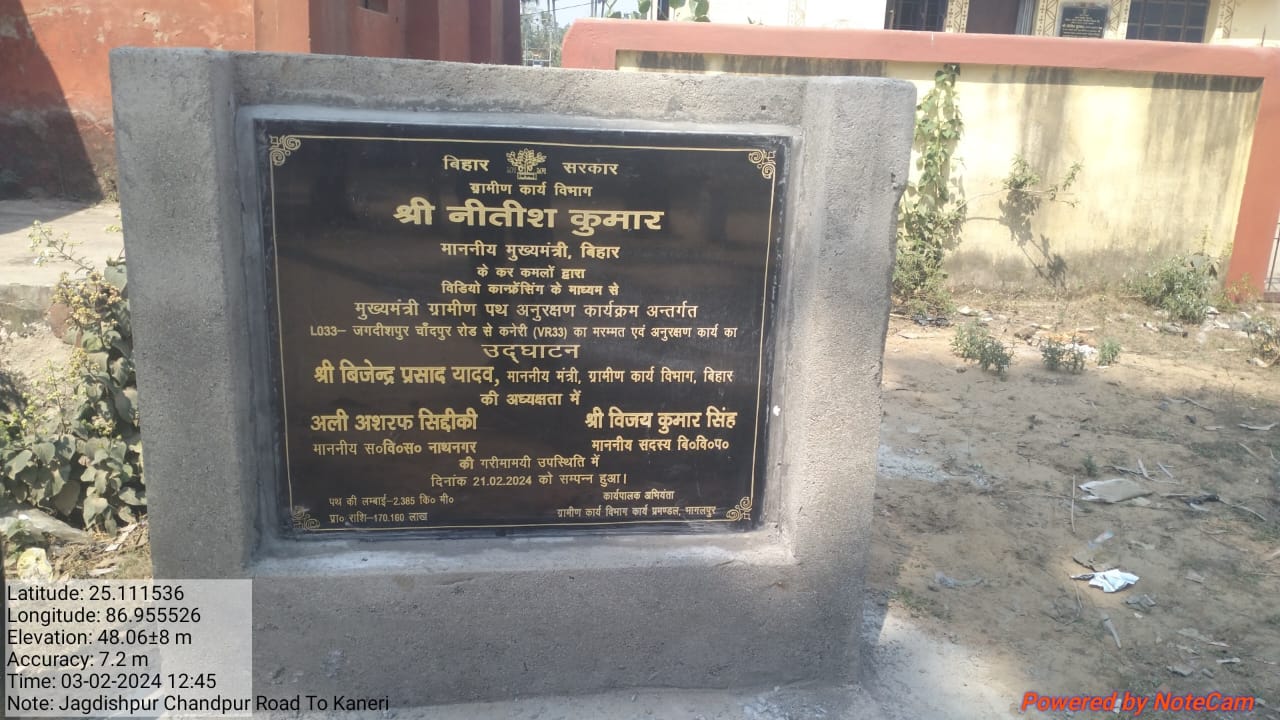 बिहार सरकार
ग्रामीण कार्य विभाग
श्री नीतीश कुमार
माननीय मुख्यमंत्री, बिहार
के कर कमलों द्वारा
विडियो कान्फ्रेंसिंग के माध्यम से
मुख्यमंत्री ग्रामीण पथ अनुरक्षण कार्यक्रम अन्तर्गत
L033– जगदीशपुर चाँदपुर रोड से कनेरी (VR33) का मरम्मत एवं अनुरक्षण कार्य का
उद्घाटन
श्री बिजेन्द्र प्रसाद यादव, माननीय मंत्री, ग्रामीण कार्य विभाग, बिहार
की अध्यक्षता में
अली अशरफ सिद्दीकी श्री विजय कुमार सिंह
माननीय स०वि०स० नाथनगर माननीय सदस्य बि०वि०प०
की गरीमामयी उपस्थिति में
दिनांक 21.02.2024 को सम्पन्न हुआ।
पथ की लम्बाई–2.385 कि० मी० कार्यपालक अभियंता
प्रा० राशि–170.160 लाख ग्रामीण कार्य विभाग कार्य प्रमण्डल, भागलपुर
Latitude: 25.111536
Longitude: 86.955526
Elevation: 48.06±8 m
Accuracy: 7.2 m
Time: 03-02-2024 12:45
Note: Jagdishpur Chandpur Road To Kaneri
Powered by NoteCam